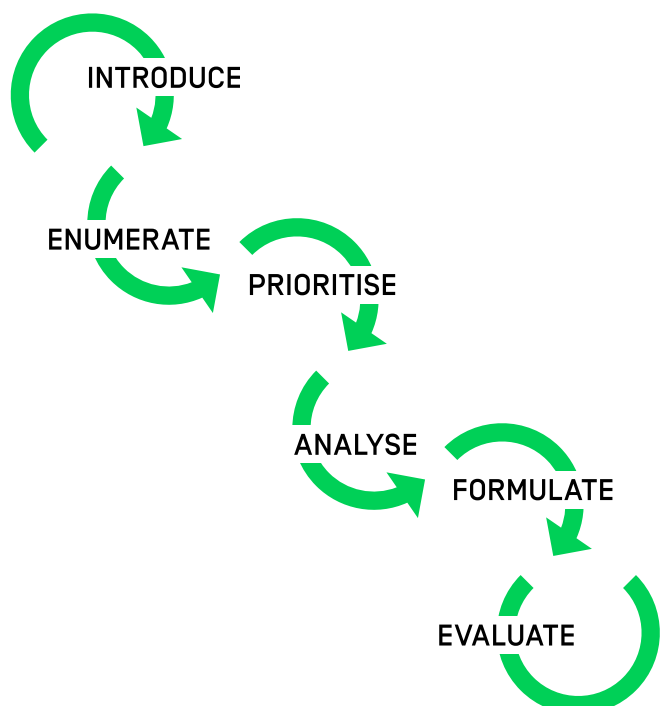 INTRODUCE
ENUMERATE
PRIORITISE
ANALYSE
FORMULATE
EVALUATE